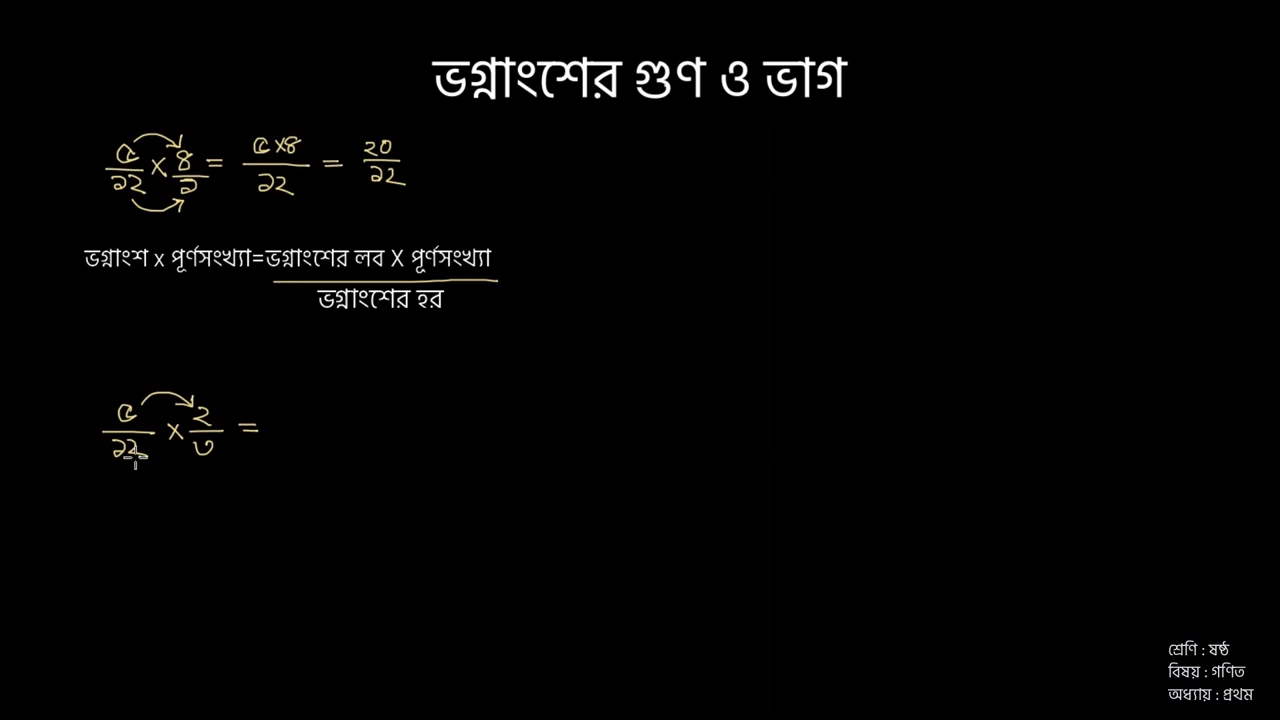 ভগ্নাংশের গুণ ও ভাগ
৫/১২ x ৪/১ = ৫x৪/১২ = ২০/১২
ভগ্নাংশ x পূর্ণসংখ্যা=ভগ্নাংশের লব X পূর্ণসংখ্যা
ভগ্নাংশের হর
৫/১২ x ২/৩ =
শ্রেণি : ষষ্ঠ
বিষয় : গণিত
অধ্যায় : প্রথম